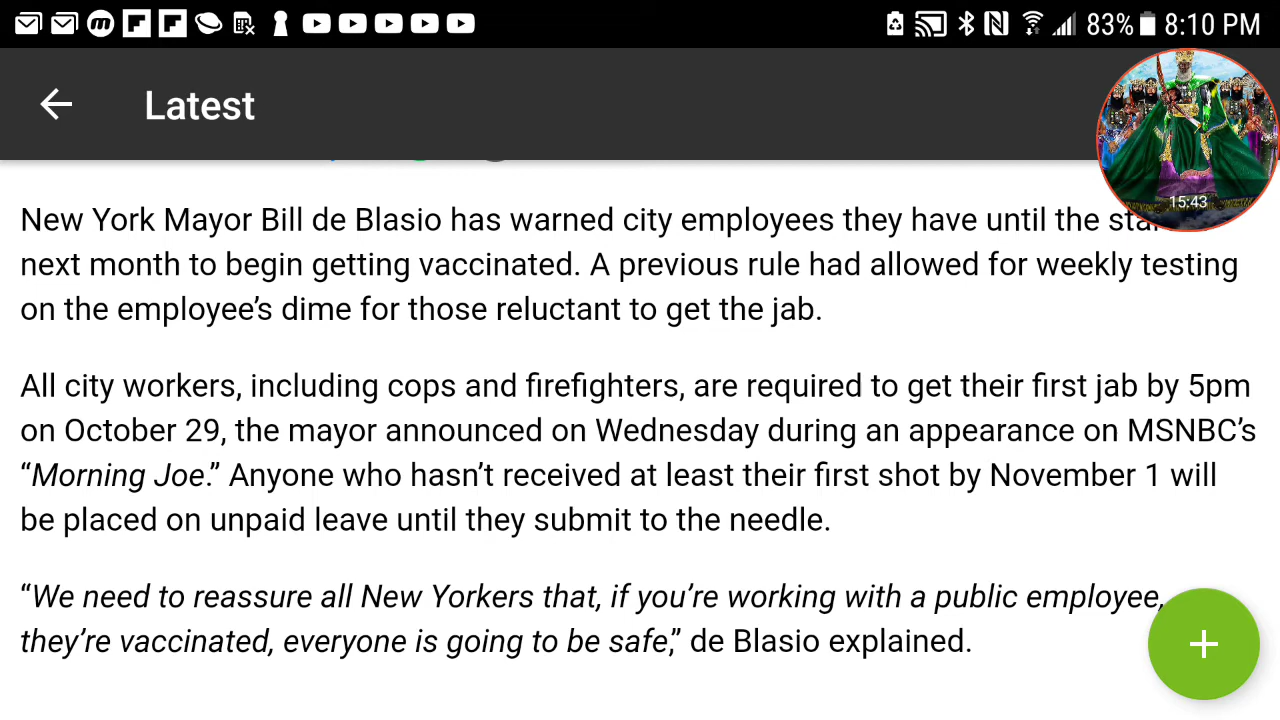 83% 8:10 PM
Latest
15:43
New York Mayor Bill de Blasio has warned city employees they have until the
next month to begin getting vaccinated. A previous rule had allowed for weekly testing
on the employee’s dime for those reluctant to get the jab.
All city workers, including cops and firefighters, are required to get their first jab by 5pm
on October 29, the mayor announced on Wednesday during an appearance on MSNBC’s
“Morning Joe.” Anyone who hasn’t received at least their first shot by November 1 will
be placed on unpaid leave until they submit to the needle.
“We need to reassure all New Yorkers that, if you’re working with a public employee,
they’re vaccinated, everyone is going to be safe,” de Blasio explained.